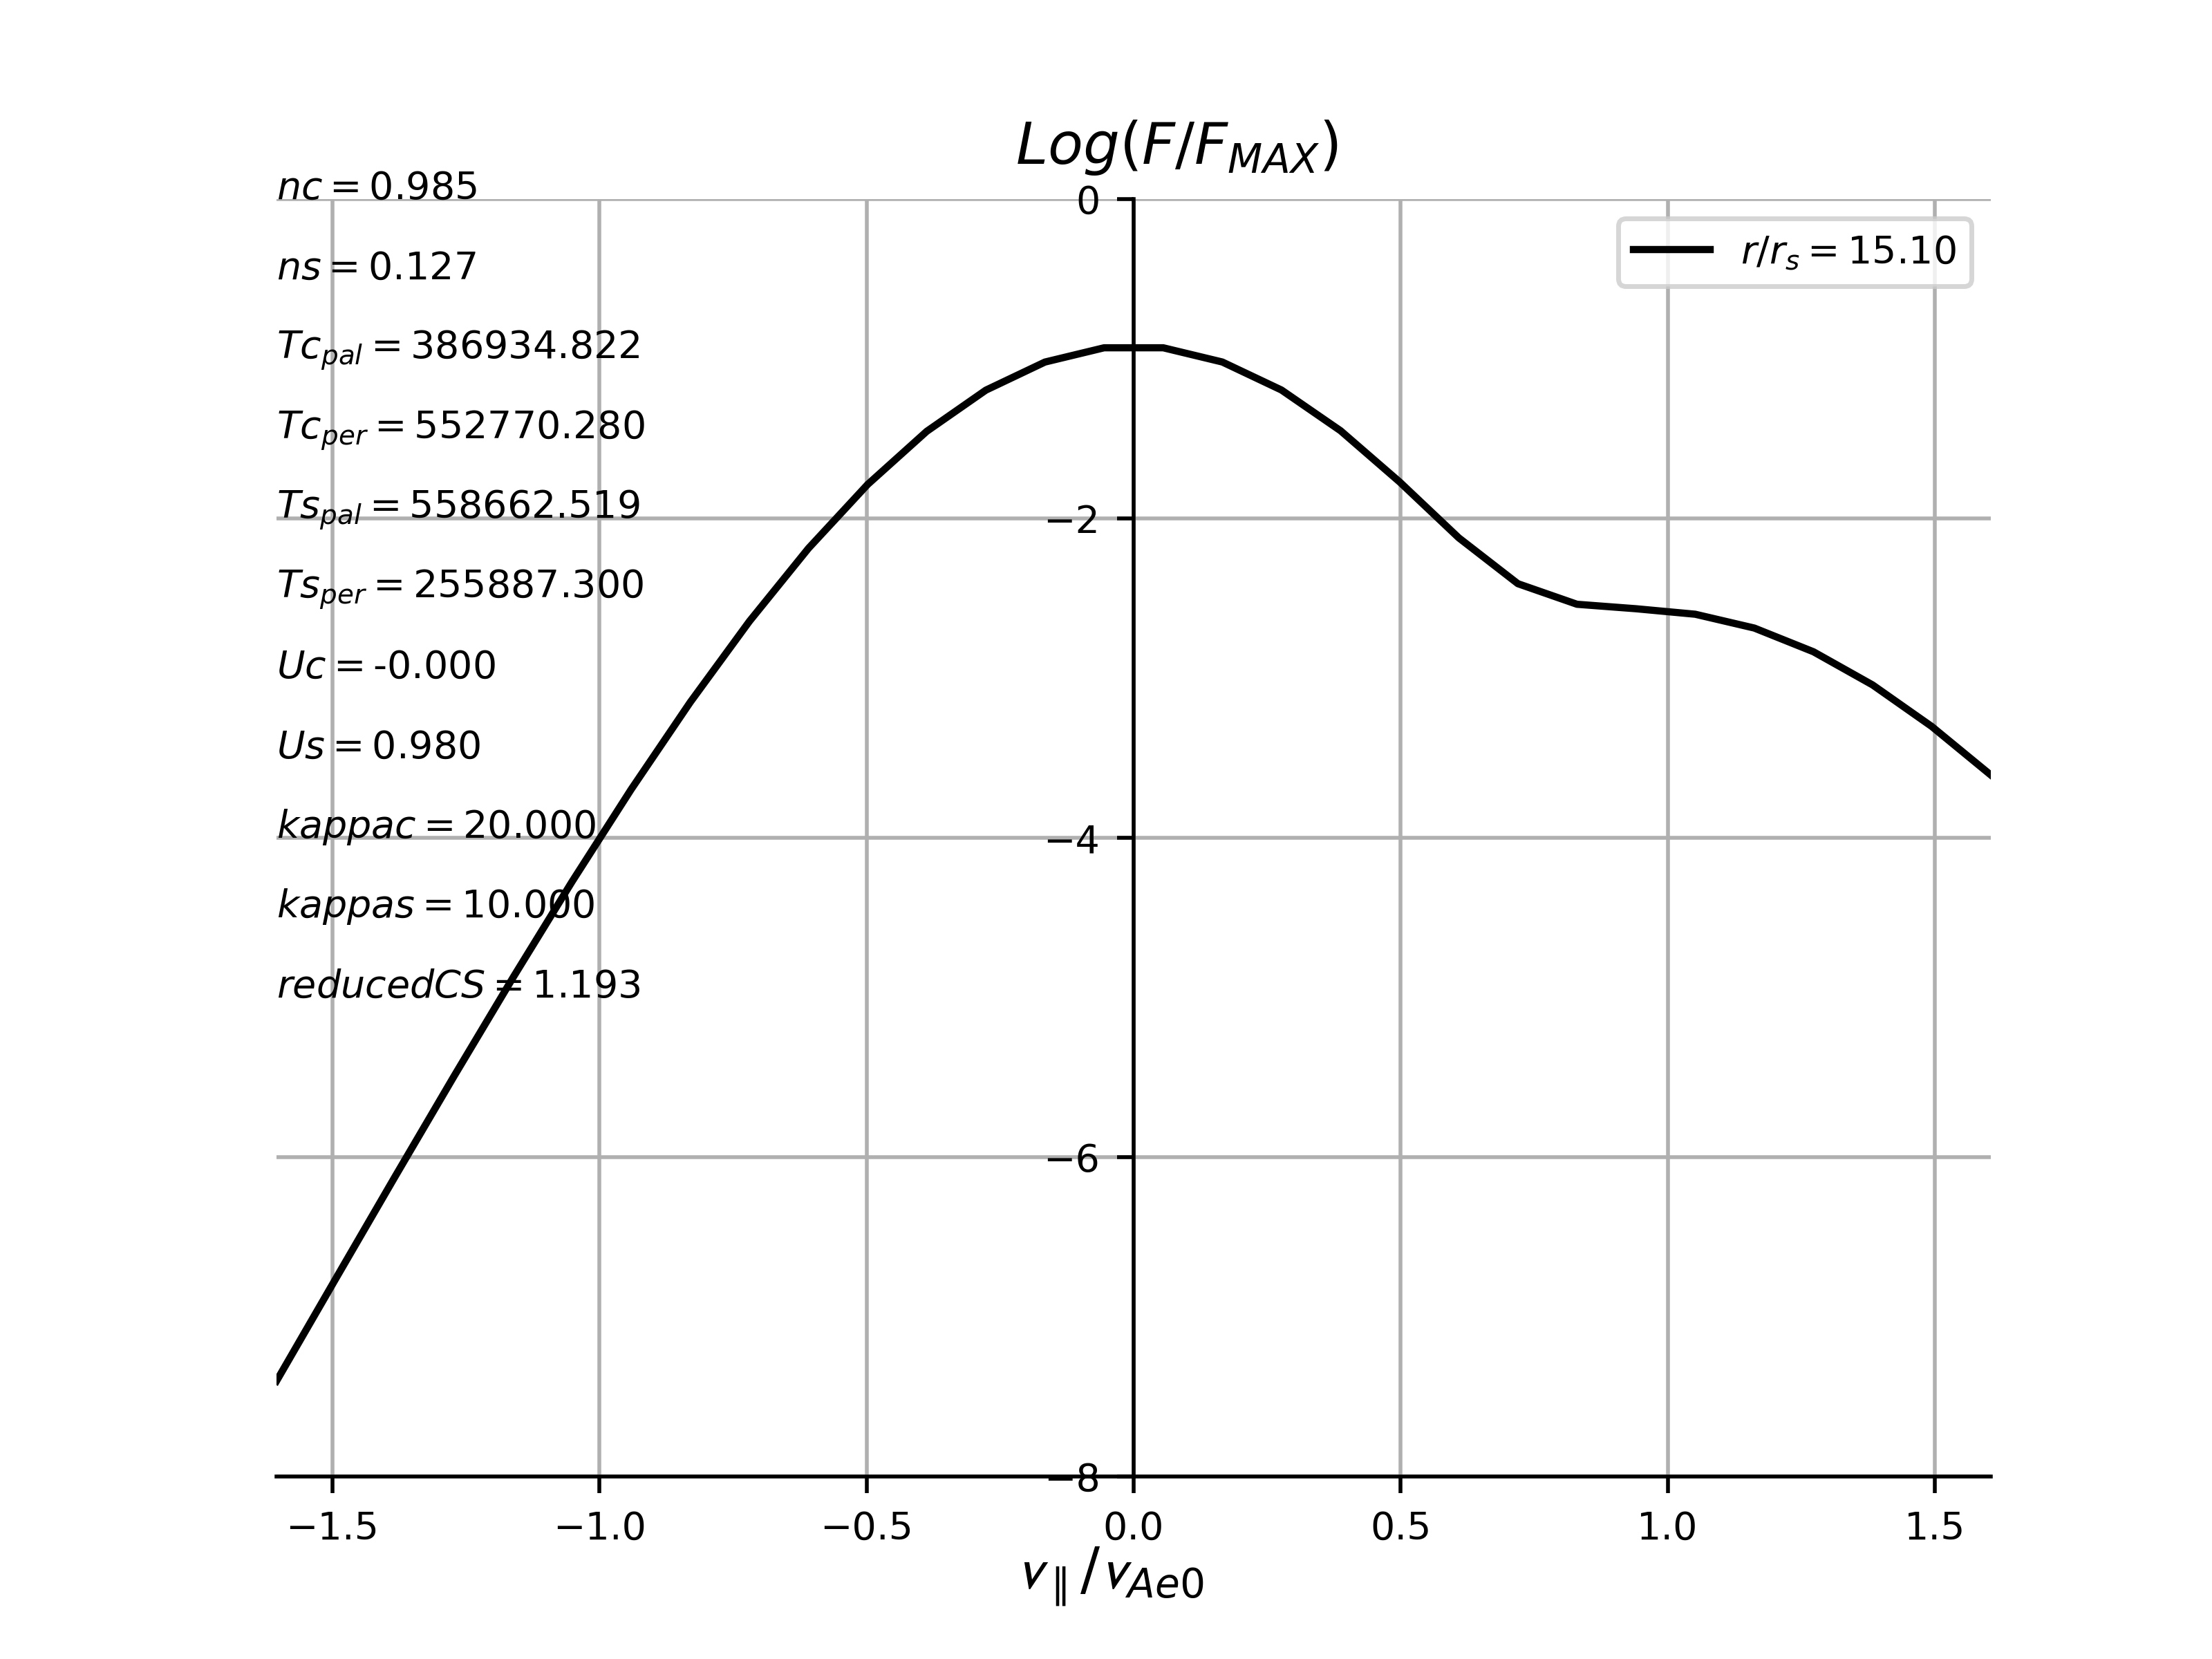 Log(F/F_MAX)
nc = 0.985
ns = 0.127
Tc_pal = 386934.822
Tc_per = 552770.280
Ts_pal = 558662.519
Ts_per = 255887.300
Uc = -0.000
Us = 0.980
kappac = 20.000
kappas = 10.000
reducedCS = 1.193
r/r_s = 15.10
0
−2
−4
−6
−8
−1.5 −1.0 −0.5 0.0 0.5 1.0 1.5
v_∥/v_Ae0